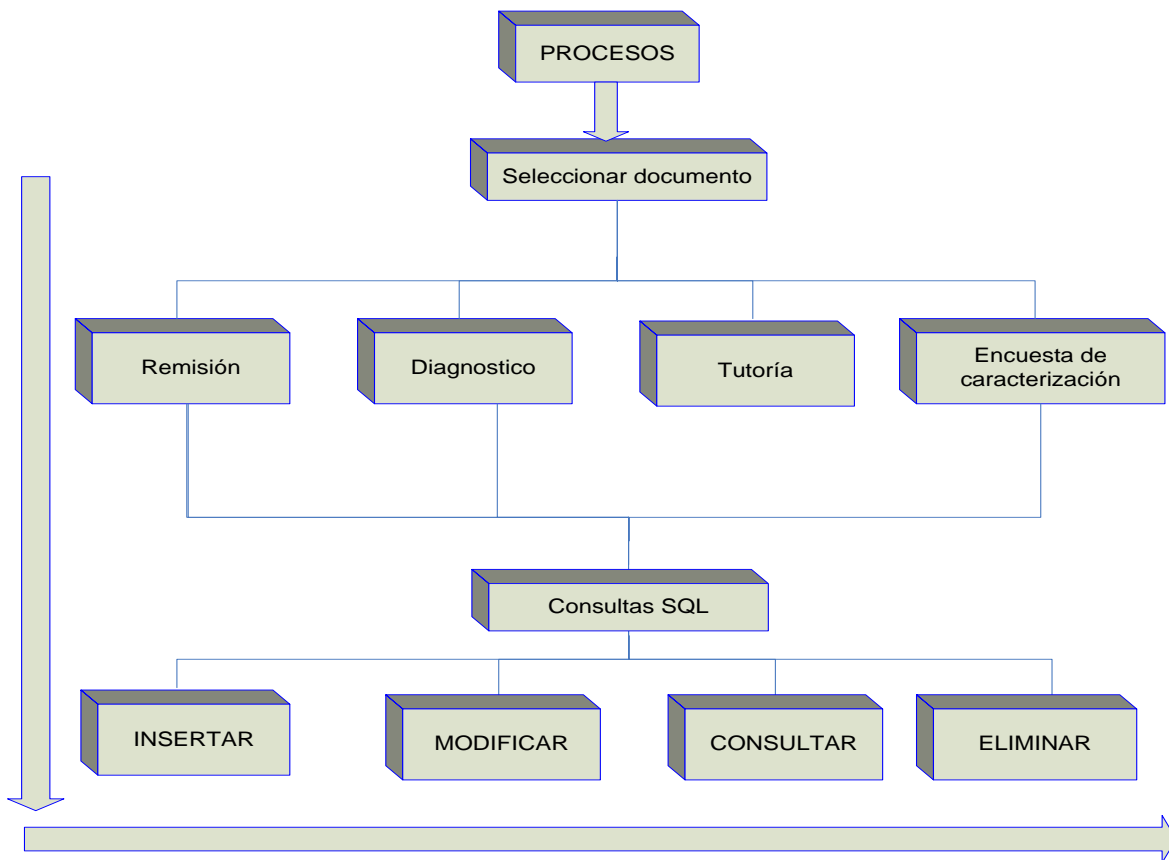 PROCESOS
Seleccionar documento
Remisión
Diagnostico
Tutoría
Encuesta de
caracterización
Consultas SQL
INSERTAR
MODIFICAR
CONSULTAR
ELIMINAR